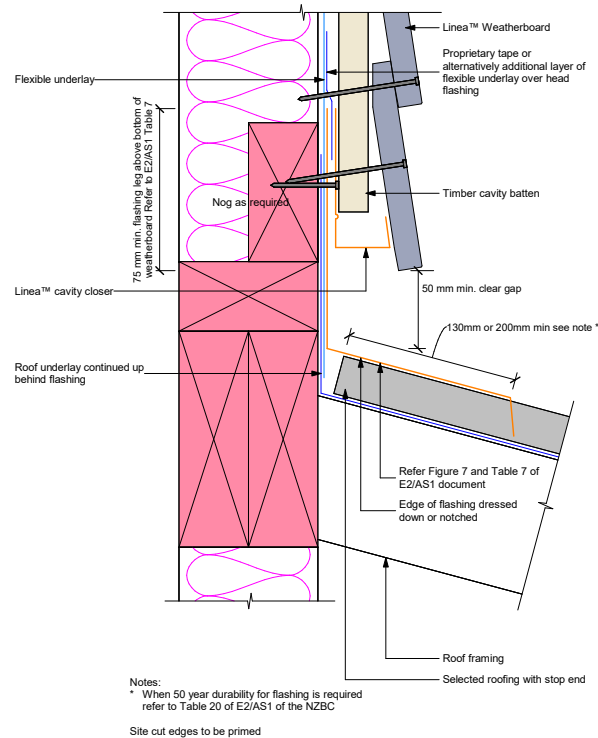 Linea™ Weatherboard
Proprietary tape or
alternatively additional layer of
flexible underlay over head
flashing
Flexible underlay
75 mm min. flashing leg above bottom of
weatherboard Refer to E2/AS1 Table 7
Nog as required
Timber cavity batten
Linea™ cavity closer
50 mm min. clear gap
130mm or 200mm min see note *
Roof underlay continued up
behind flashing
Refer Figure 7 and Table 7 of
E2/AS1 document
Edge of flashing dressed
down or notched
Roof framing
Selected roofing with stop end
Notes:
* When 50 year durability for flashing is required
refer to Table 20 of E2/AS1 of the NZBC
Site cut edges to be primed